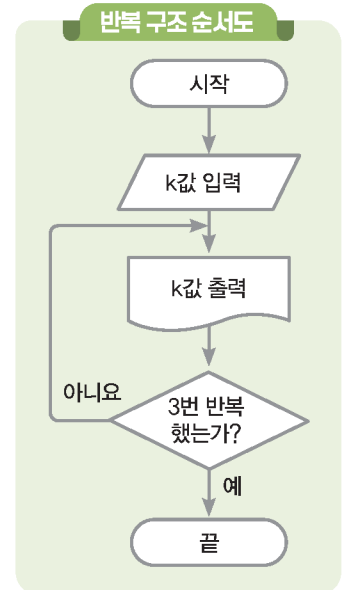 반복 구조 순서도
시작
k값 입력
k값 출력
아니요
3번 반복
했는가?
예
끝